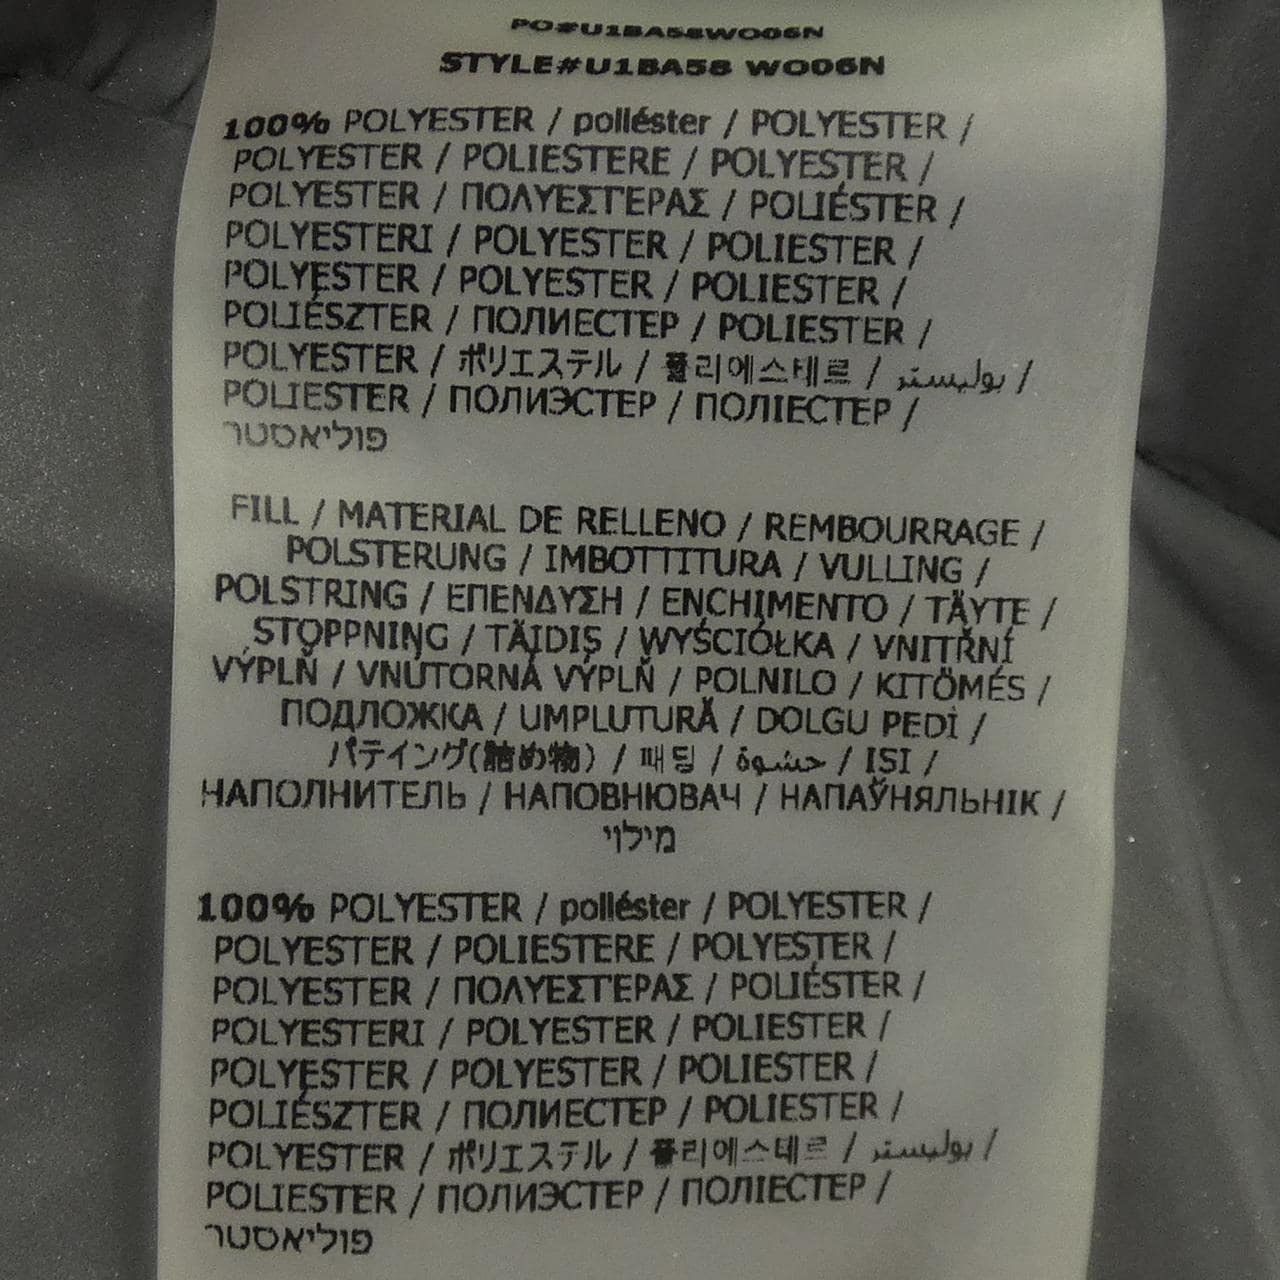 PO#U1BA58WO06N
STYLE#U1BA58 WO06N
100% POLYESTER / poliéster / POLYESTER /
POLYESTER / POLIESTERE / POLYESTER /
POLYESTER / ΠΟΛΥΕΣΤΕΡΑΣ / POLIÉSTER /
POLYESTERI / POLYESTER / POLIESTER /
POLYESTER / POLYESTER / POLIESTER /
POLIÉSZTER / ПОЛИЕСТЕР / POLIESTER /
POLYESTER / ポリエステル / 폴리에스테르 / بوليستر /
POLIESTER / ПОЛИЭСТЕР / ПОЛІЕСТЕР /
פוליאסטר
FILL / MATERIAL DE RELLENO / REMBOURRAGE /
POLSTERUNG / IMBOTTITURA / VULLING /
POLSTRING / ΕΠΕΝΔΥΣΗ / ENCHIMENTO / TÄYTE /
STOPPNING / TÄIDIS / WYŚCIÓŁKA / VNITŘNÍ
VÝPLŇ / VNÚTORNÁ VÝPLŇ / POLNILO / KITÖMÉS /
ПОДЛОЖКА / UMPLUTURĂ / DOLGU PEDİ /
パテイング(詰め物) / 패딩 / حشوة / ISI /
НАПОЛНИТЕЛЬ / НАПОВНЮВАЧ / НАПАЎНЯЛЬНІК /
מילוי
100% POLYESTER / poliéster / POLYESTER /
POLYESTER / POLIESTERE / POLYESTER /
POLYESTER / ΠΟΛΥΕΣΤΕΡΑΣ / POLIÉSTER /
POLYESTERI / POLYESTER / POLIESTER /
POLYESTER / POLYESTER / POLIESTER /
POLIÉSZTER / ПОЛИЕСТЕР / POLIESTER /
POLYESTER / ポリエステル / 폴리에스테르 / بوليستر /
POLIESTER / ПОЛИЭСТЕР / ПОЛІЕСТЕР /
פוליאסטר